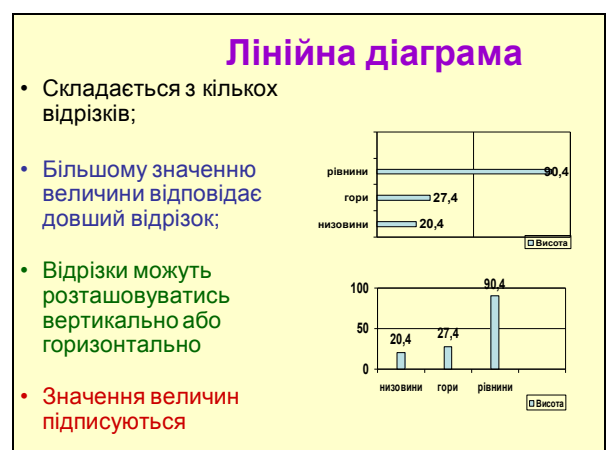 Лінійна діаграма
• Складається з кількох
відрізків;
• Більшому значенню
величини відповідає
довший відрізок;
• Відрізки можуть
розташовуватись
вертикально або
горизонтально
• Значення величин
підписуються
рівнини 90,4
гори 27,4
низовини 20,4
Висота
100
50
0
20,4 27,4 90,4
низовини гори рівнини
Висота